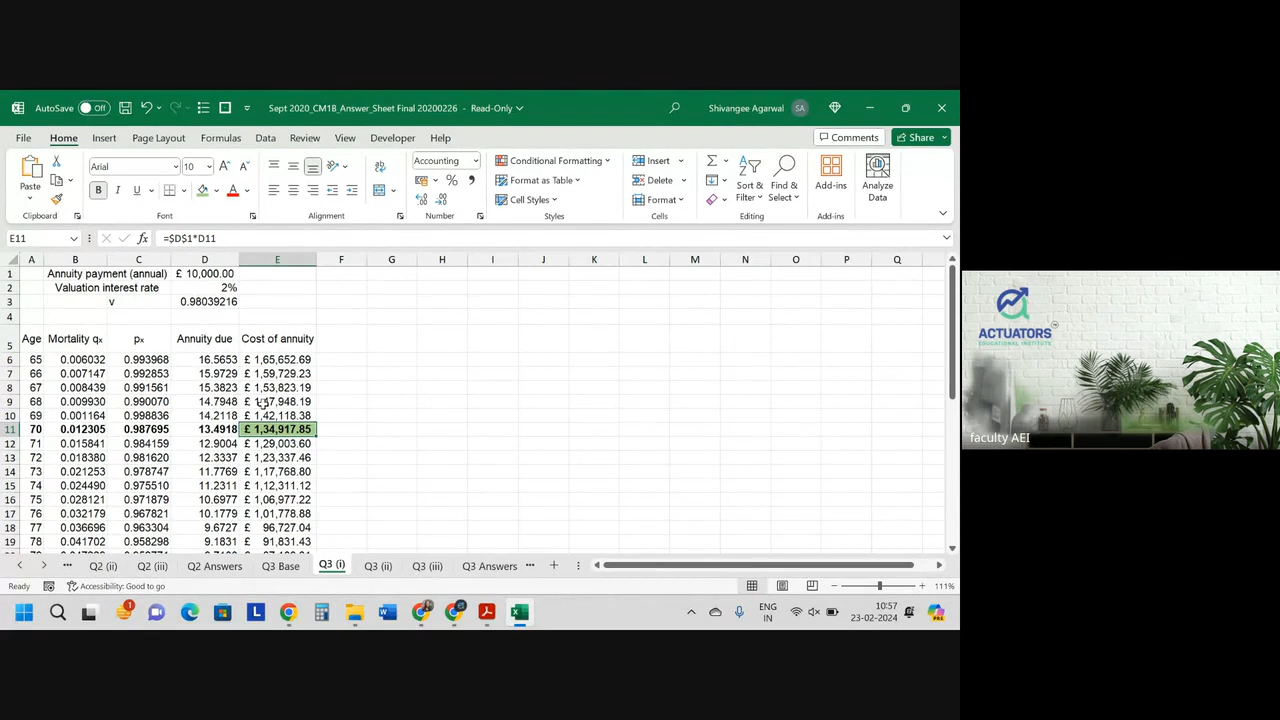 AutoSave Off Sept 2020_CM18_Answer_Sheet Final 20200226 - Read-Only Shivangee Agarwal SA
File Home Insert Page Layout Formulas Data Review View Developer Help Comments Share
Paste Arial 10 Accounting Conditional Formatting Insert
B I U Format as Table Delete Sort & Filter Find & Select Add-ins Analyze Data
Cell Styles Format
Clipboard Font Alignment Number Styles Cells Editing Add-ins
E11 fx =$D$1*D11
A B C D E F G H I J K L M N O P Q
1 Annuity payment (annual) £ 10,000.00
2 Valuation interest rate 2%
3 v 0.98039216
4
5 Age Mortality qx px Annuity due Cost of annuity
6 65 0.006032 0.993968 16.5653 £ 1,65,652.69
7 66 0.007147 0.992853 15.9729 £ 1,59,729.23
8 67 0.008439 0.991561 15.3823 £ 1,53,823.19
9 68 0.009930 0.990070 14.7948 £ 1,47,948.19
10 69 0.001164 0.998836 14.2118 £ 1,42,118.38
11 70 0.012305 0.987695 13.4918 £ 1,34,917.85
12 71 0.015841 0.984159 12.9004 £ 1,29,003.60
13 72 0.018380 0.981620 12.3337 £ 1,23,337.46
14 73 0.021253 0.978747 11.7769 £ 1,17,768.80
15 74 0.024490 0.975510 11.2311 £ 1,12,311.12
16 75 0.028121 0.971879 10.6977 £ 1,06,977.22
17 76 0.032179 0.967821 10.1779 £ 1,01,778.88
18 77 0.036696 0.963304 9.6727 £ 96,727.04
19 78 0.041702 0.958298 9.1831 £ 91,831.43
Q2 (ii) Q2 (iii) Q2 Answers Q3 Base Q3 (i) Q3 (ii) Q3 (iii) Q3 Answers
Ready Accessibility: Good to go 111%
ENG IN 10:57 23-02-2024
ACTUATORS
EDUCATIONAL INSTITUTE
faculty AEI